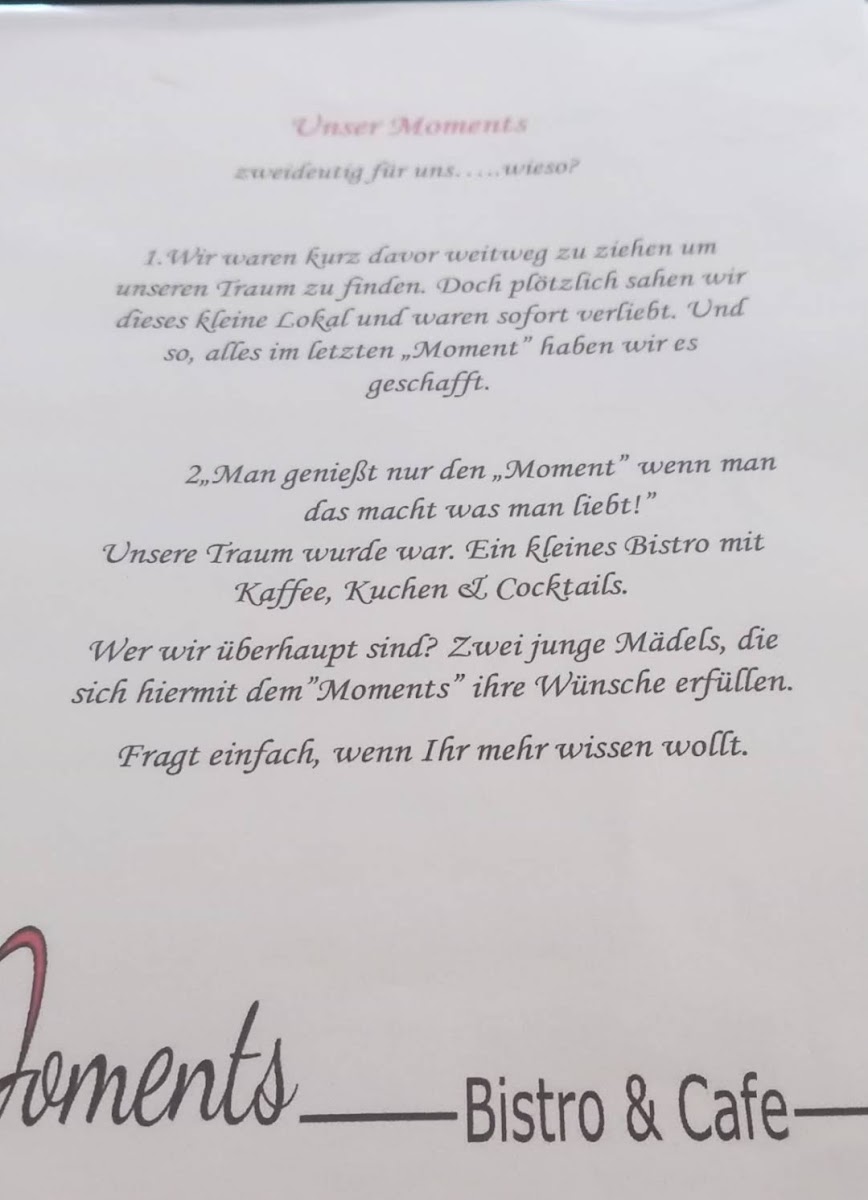 Unser Moments
zweideutig für uns.....wieso?
1.Wir waren kurz davor weitweg zu ziehen um
unseren Traum zu finden. Doch plötzlich sahen wir
dieses kleine Lokal und waren sofort verliebt. Und
so, alles im letzten „Moment” haben wir es
geschafft.
2„Man genießt nur den „Moment” wenn man
das macht was man liebt!”
Unsere Traum wurde war. Ein kleines Bistro mit
Kaffee, Kuchen & Cocktails.
Wer wir überhaupt sind? Zwei junge Mädels, die
sich hiermit dem”Moments” ihre Wünsche erfüllen.
Fragt einfach, wenn Ihr mehr wissen wollt.
Moments Bistro & Cafe